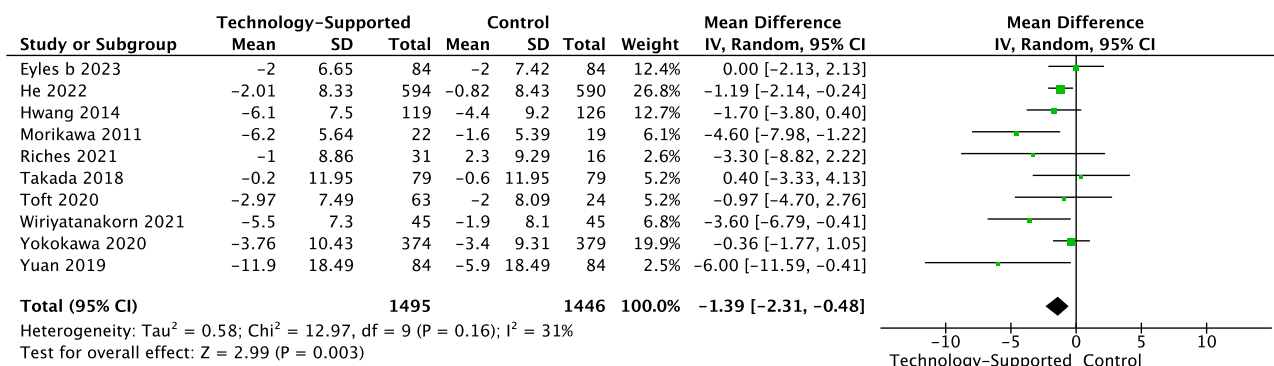 Technology-Supported Control Mean Difference Mean Difference
Study or Subgroup Mean SD Total Mean SD Total Weight IV, Random, 95% CI IV, Random, 95% CI
Eyles b 2023 -2 6.65 84 -2 7.42 84 12.4% 0.00 [-2.13, 2.13]
He 2022 -2.01 8.33 594 -0.82 8.43 590 26.8% -1.19 [-2.14, -0.24]
Hwang 2014 -6.1 7.5 119 -4.4 9.2 126 12.7% -1.70 [-3.80, 0.40]
Morikawa 2011 -6.2 5.64 22 -1.6 5.39 19 6.1% -4.60 [-7.98, -1.22]
Riches 2021 -1 8.86 31 2.3 9.29 16 2.6% -3.30 [-8.82, 2.22]
Takada 2018 -0.2 11.95 79 -0.6 11.95 79 5.2% 0.40 [-3.33, 4.13]
Toft 2020 -2.97 7.49 63 -2 8.09 24 5.2% -0.97 [-4.70, 2.76]
Wiriyatanakorn 2021 -5.5 7.3 45 -1.9 8.1 45 6.8% -3.60 [-6.79, -0.41]
Yokokawa 2020 -3.76 10.43 374 -3.4 9.31 379 19.9% -0.36 [-1.77, 1.05]
Yuan 2019 -11.9 18.49 84 -5.9 18.49 84 2.5% -6.00 [-11.59, -0.41]
Total (95% CI) 1495 1446 100.0% -1.39 [-2.31, -0.48]
Heterogeneity: Tau² = 0.58; Chi² = 12.97, df = 9 (P = 0.16); I² = 31%
Test for overall effect: Z = 2.99 (P = 0.003)
-10 -5 0 5 10
Technology-Supported Control